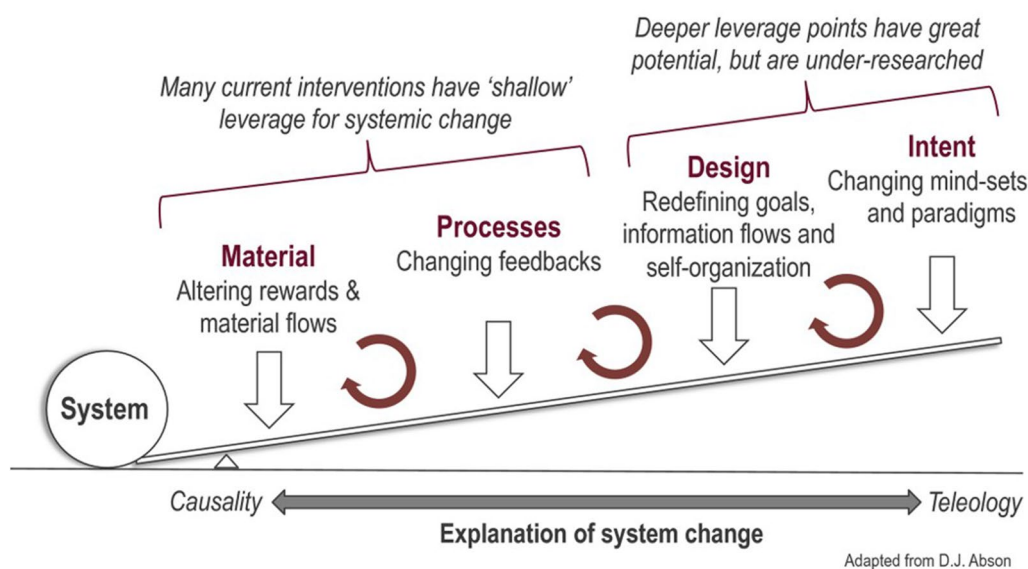 Deeper leverage points have great
potential, but are under-researched
Many current interventions have ‘shallow’
leverage for systemic change
Intent
Changing mind-sets
and paradigms
Design
Redefining goals,
information flows and
self-organization
Processes
Changing feedbacks
Material
Altering rewards &
material flows
System
Causality
Teleology
Explanation of system change
Adapted from D.J. Abson